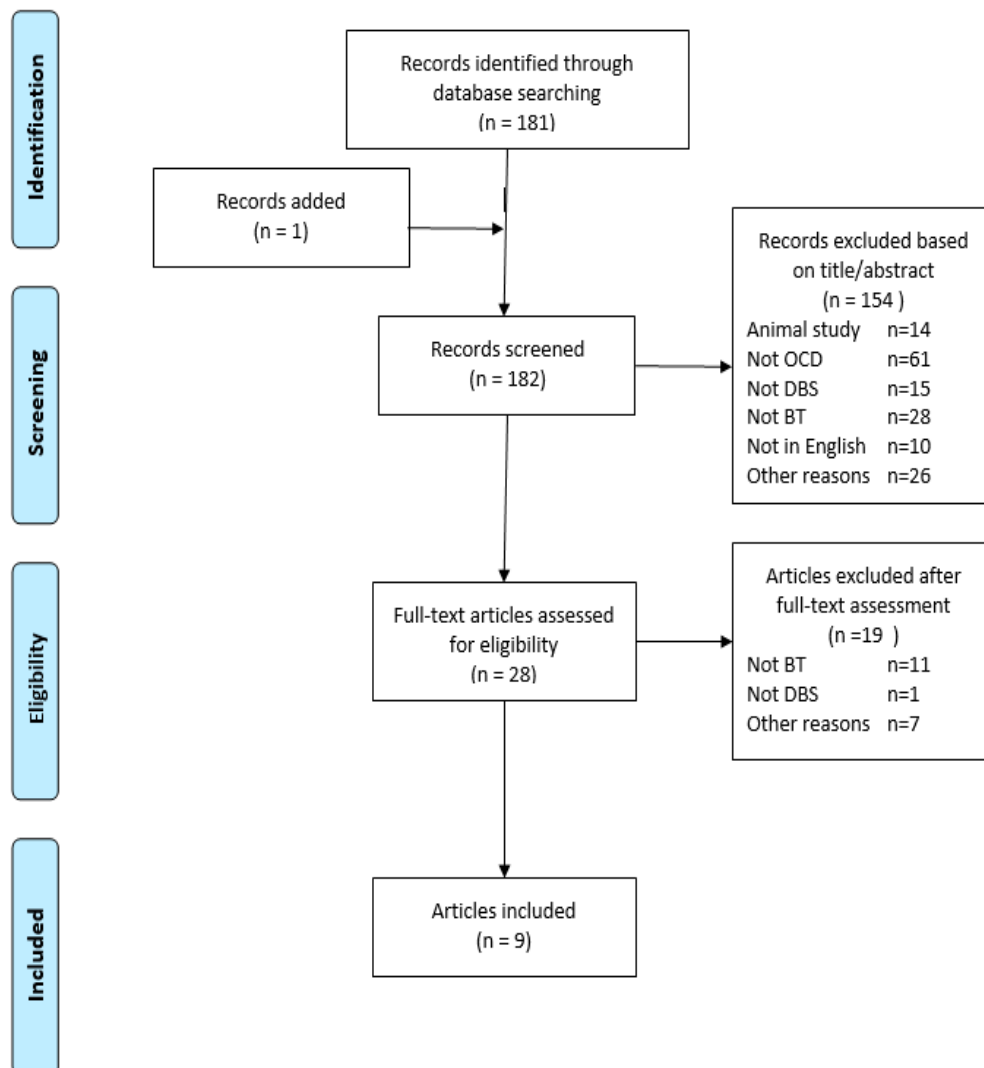 Identification
Records identified through
database searching
(n = 181)
Records added
(n = 1)
Screening
Records screened
(n = 182)
Records excluded based
on title/abstract
(n = 154 )
Animal study n=14
Not OCD n=61
Not DBS n=15
Not BT n=28
Not in English n=10
Other reasons n=26
Eligibility
Full-text articles assessed
for eligibility
(n = 28)
Articles excluded after
full-text assessment
(n =19 )
Not BT n=11
Not DBS n=1
Other reasons n=7
Included
Articles included
(n = 9)